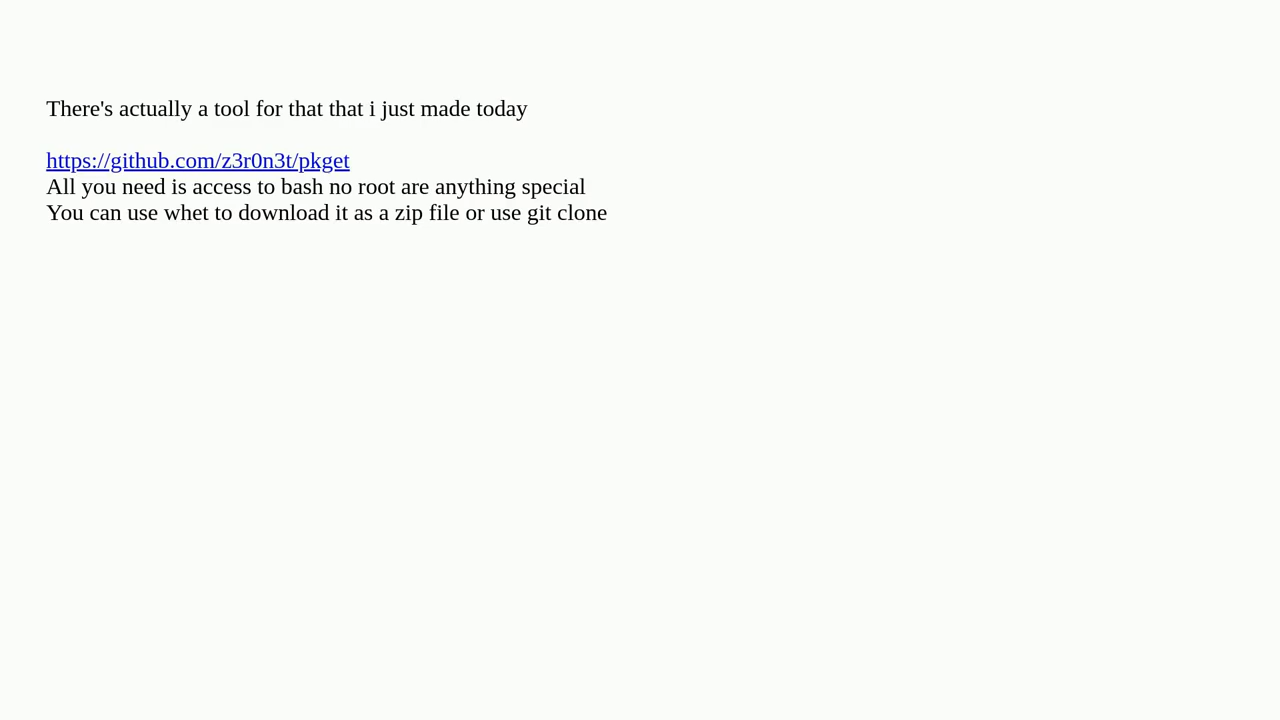 There's actually a tool for that that i just made today
https://github.com/z3r0n3t/pkget
All you need is access to bash no root are anything special
You can use whet to download it as a zip file or use git clone